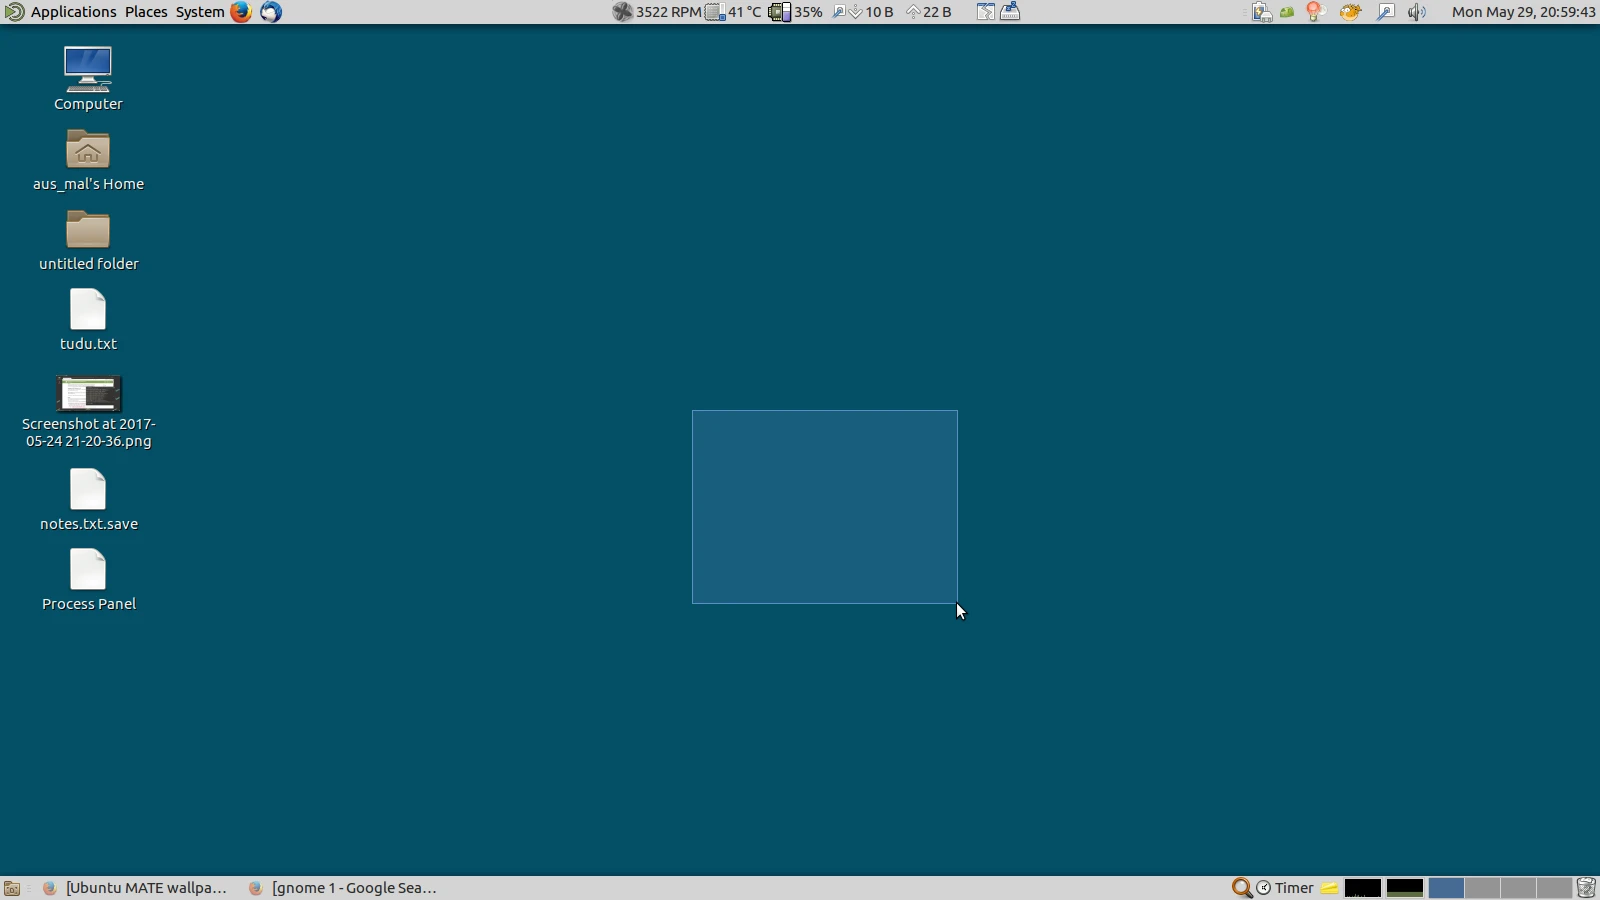 Applications Places System 3522 RPM 41 °C 35% 10 B 22 B Mon May 29, 20:59:43
Computer
aus_mal's Home
untitled folder
tudu.txt
Screenshot at 2017-
05-24 21-20-36.png
notes.txt.save
Process Panel
[Ubuntu MATE wallpa… [gnome 1 - Google Sea… Timer